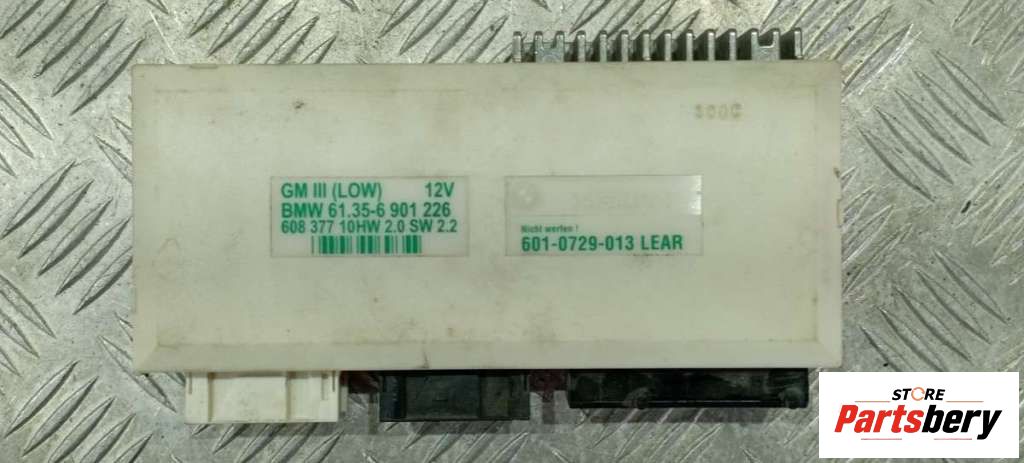 GM III (LOW) 12V
BMW 61.35-6 901 226
608 377 10HW 2.0 SW 2.2
Nicht werfen !
601-0729-013 LEAR
STORE
Partsbery